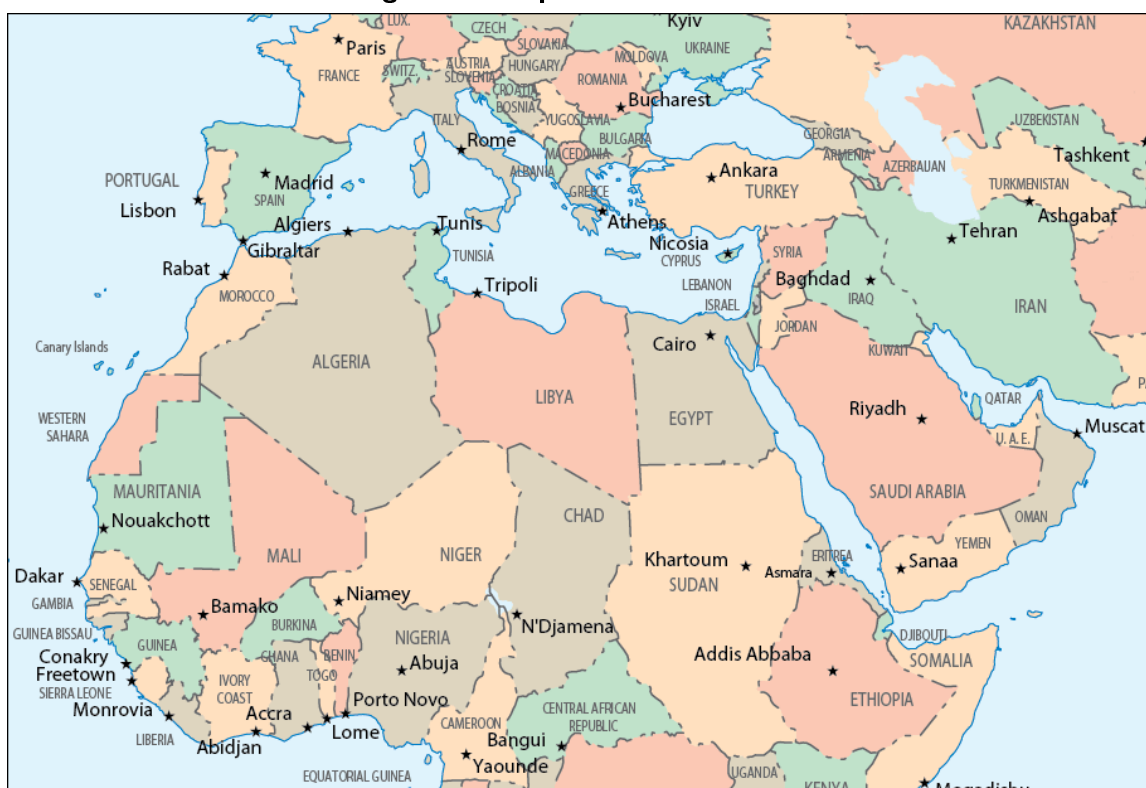 Kyiv
KAZAKHSTAN
LUX.
CZECH
Paris
SLOVAKIA
UKRAINE
FRANCE
SWITZ.
AUSTRIA
SLOVENIA
HUNGARY
MOLDOVA
ROMANIA
CROATIA
BOSNIA
Bucharest
ITALY
YUGOSLAVIA
BULGARIA
UZBEKISTAN
GEORGIA
ARMENIA
AZERBAIJAN
Tashkent
Rome
MACEDONIA
ALBANIA
PORTUGAL
Madrid
SPAIN
GREECE
Ankara
TURKEY
TURKMENISTAN
Lisbon
Ashgabat
Algiers
Tunis
Athens
Tehran
Gibraltar
TUNISIA
Nicosia
CYPRUS
SYRIA
Rabat
MOROCCO
Tripoli
LEBANON
ISRAEL
Baghdad
IRAQ
IRAN
JORDAN
Canary Islands
ALGERIA
Cairo
KUWAIT
LIBYA
EGYPT
Riyadh
QATAR
WESTERN
SAHARA
U. A. E.
Muscat
MAURITANIA
SAUDI ARABIA
Nouakchott
CHAD
OMAN
MALI
NIGER
Khartoum
SUDAN
ERITREA
Asmara
YEMEN
Sanaa
Dakar
SENEGAL
GAMBIA
Bamako
Niamey
GUINEA BISSAU
GUINEA
BURKINA
NIGERIA
N'Djamena
DJIBOUTI
Conakry
Freetown
SIERRA LEONE
GHANA
BENIN
TOGO
Abuja
Addis Abbaba
SOMALIA
IVORY
COAST
ETHIOPIA
Monrovia
LIBERIA
Accra
Abidjan
Lome
Porto Novo
CAMEROON
Yaounde
CENTRAL AFRICAN
REPUBLIC
Bangui
EQUATORIAL GUINEA
UGANDA
KENYA
Mogadishu